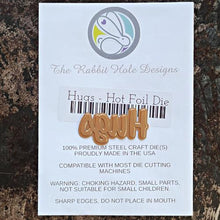 The Rabbit Hole Designs
Hugs - Hot Foil Die
Hugs
100% PREMIUM STEEL CRAFT DIE(S)
PROUDLY MADE IN THE USA
COMPATIBLE WITH MOST DIE CUTTING
MACHINES
WARNING: CHOKING HAZARD, SMALL PARTS,
NOT SUITABLE FOR SMALL CHILDREN.
SHARP EDGES, DO NOT PLACE IN MOUTH